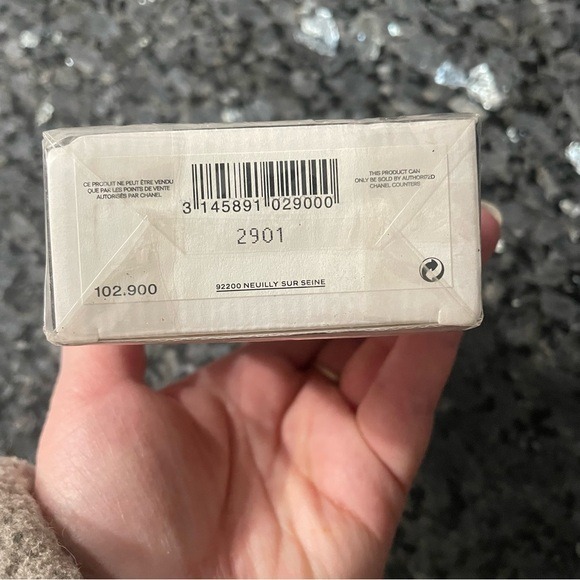 CE PRODUIT NE PEUT ÊTRE VENDU
QUE PAR LES POINTS DE VENTE
AUTORISÉS PAR CHANEL
THIS PRODUCT CAN
ONLY BE SOLD BY AUTHORISED
CHANEL COUNTERS
3 145891 029000
2901
102.900
92200 NEUILLY SUR SEINE